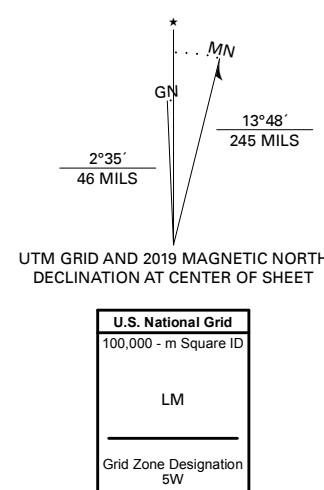 ★
MN
GN
13°48´
245 MILS
2°35´
46 MILS
UTM GRID AND 2019 MAGNETIC NORTH
DECLINATION AT CENTER OF SHEET
U.S. National Grid
100,000 - m Square ID
LM
Grid Zone Designation
5W